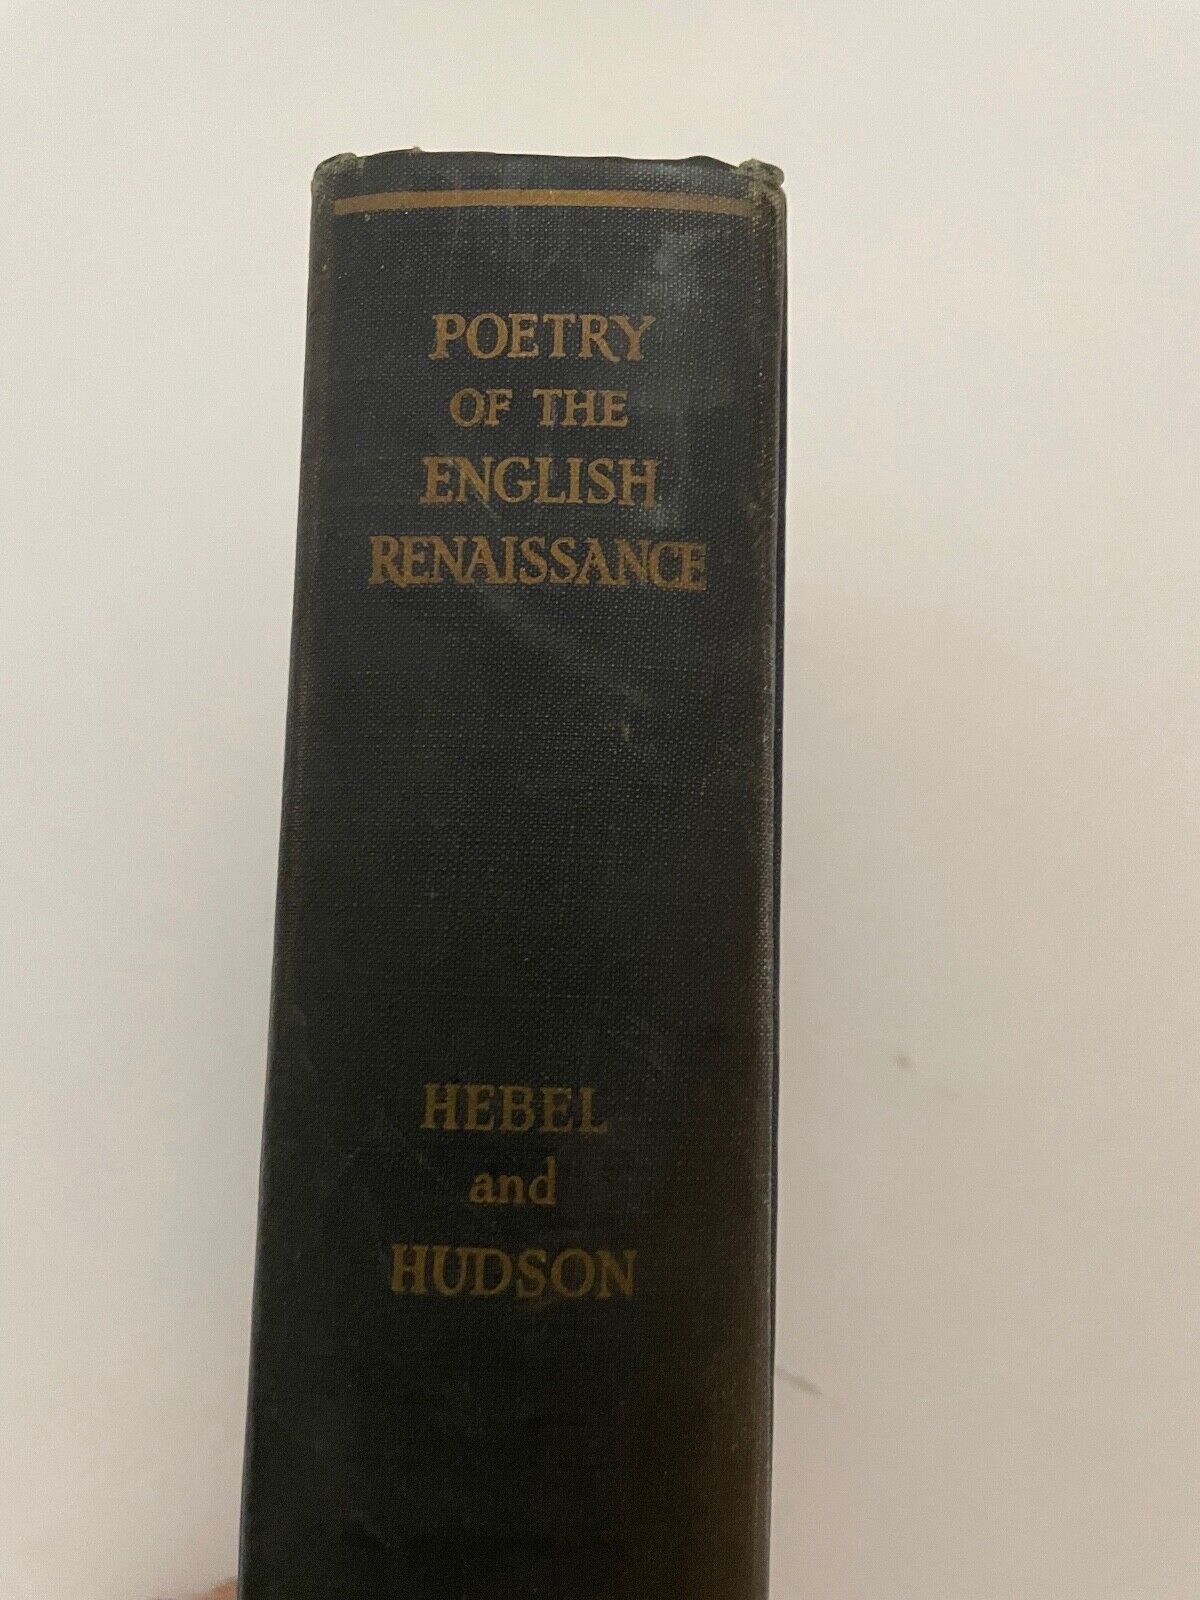 POETRY
OF THE
ENGLISH
RENAISSANCE
HEBEL
and
HUDSON